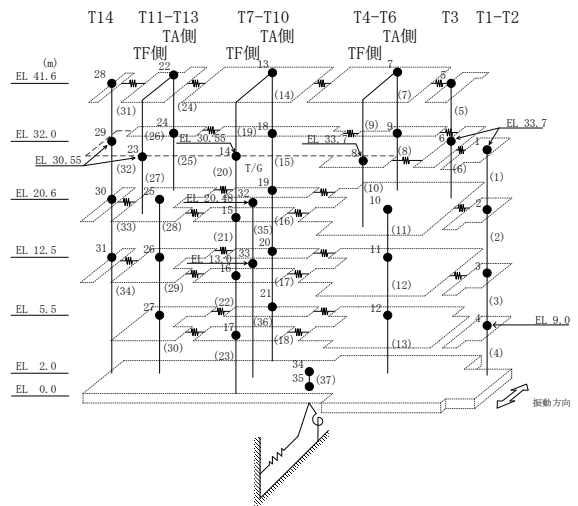 T14 T11-T13 T7-T10 T4-T6 T3 T1-T2
TA側 TA側 TA側
TF側 TF側 TF側
(m)
EL 41.6 28 22 13 7 5
(31) (24) (14) (7) (5)
EL 32.0 29 24 (26) (19) 18 (9) 9 6 1 EL 33.7
EL 30.55 23 EL 30.55 14 EL 33.7 8 (8) (6)
(32) (25) (20) T/G (15) (1)
(27) (10)
EL 20.6 30 25 EL 20.48 32 19 10 2
15
(33) (28) (35) (16) (11) (2)
(21)
EL 12.5 31 26 EL 13.0 33 20 11 3
16
(34) (29) (17) (12) (3)
EL 5.5 27 (22) 21 12 4 EL 9.0
(36)
17
(30) (23) (18) (13) (4)
EL 2.0 34
EL 0.0 35 (37)
振動方向